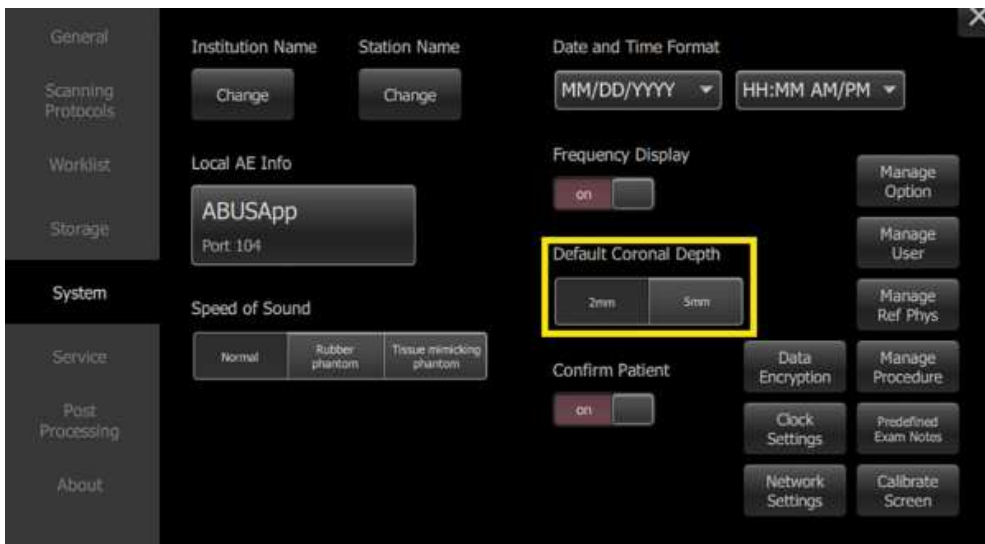 General
Scanning
Protocols
Worklist
Storage
System
Service
Post
Processing
About
Institution Name
Change
Station Name
Change
Local AE Info
ABUSApp
Port 104
Speed of Sound
Normal
Rubber
phantom
Tissue mimicking
phantom
Date and Time Format
MM/DD/YYYY
HH:MM AM/PM
Frequency Display
on
Default Coronal Depth
2mm
5mm
Confirm Patient
on
Data
Encryption
Clock
Settings
Network
Settings
Manage
Option
Manage
User
Manage
Ref Phys
Manage
Procedure
Predefined
Exam Notes
Calibrate
Screen